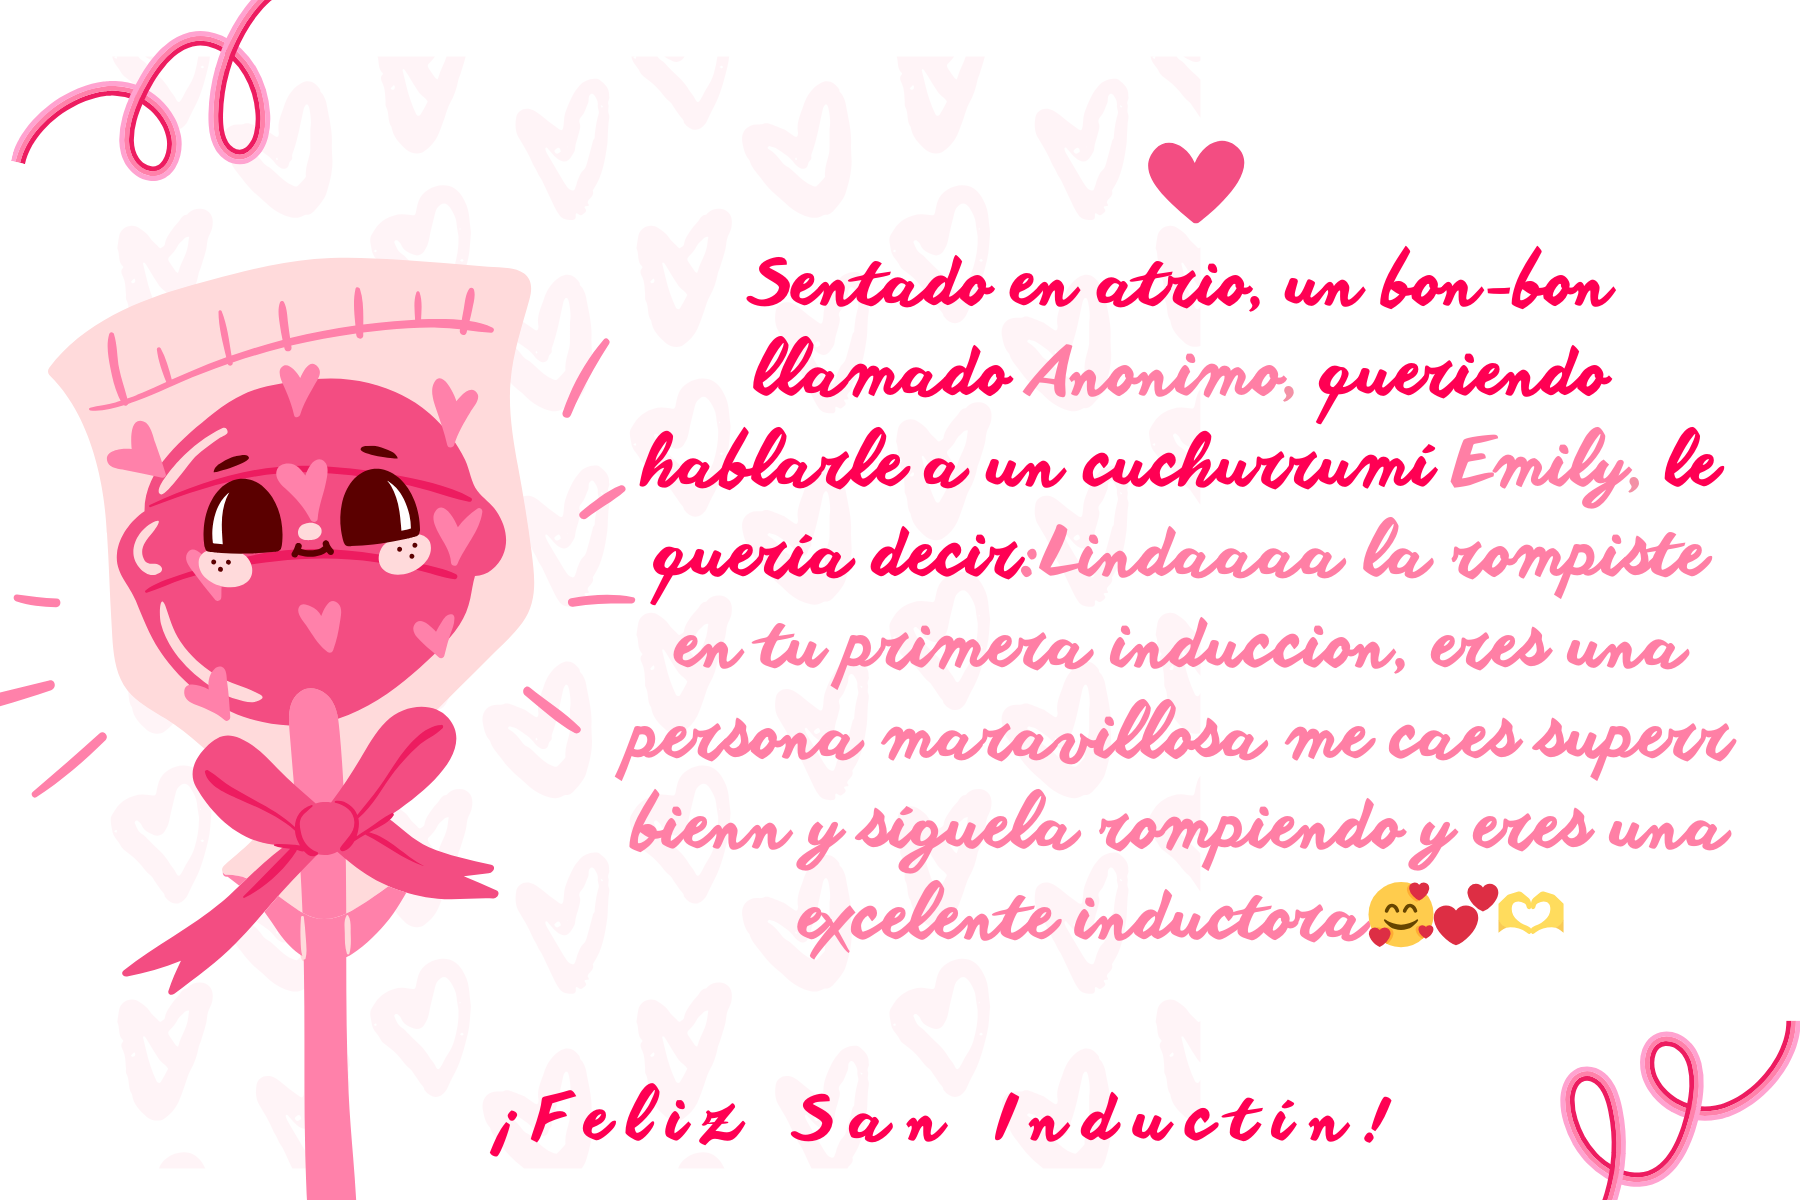 Sentado en atrio, un bon-bon
llamado Anonimo, queriendo
hablarle a un cuchurrumí Emily, le
quería decir:Lindaaaa la rompiste
en tu primera induccion, eres una
persona maravillosa me caes superr
bienn y síguela rompiendo y eres una
excelente inductora🥰💕🫶
¡Feliz San Inductín!